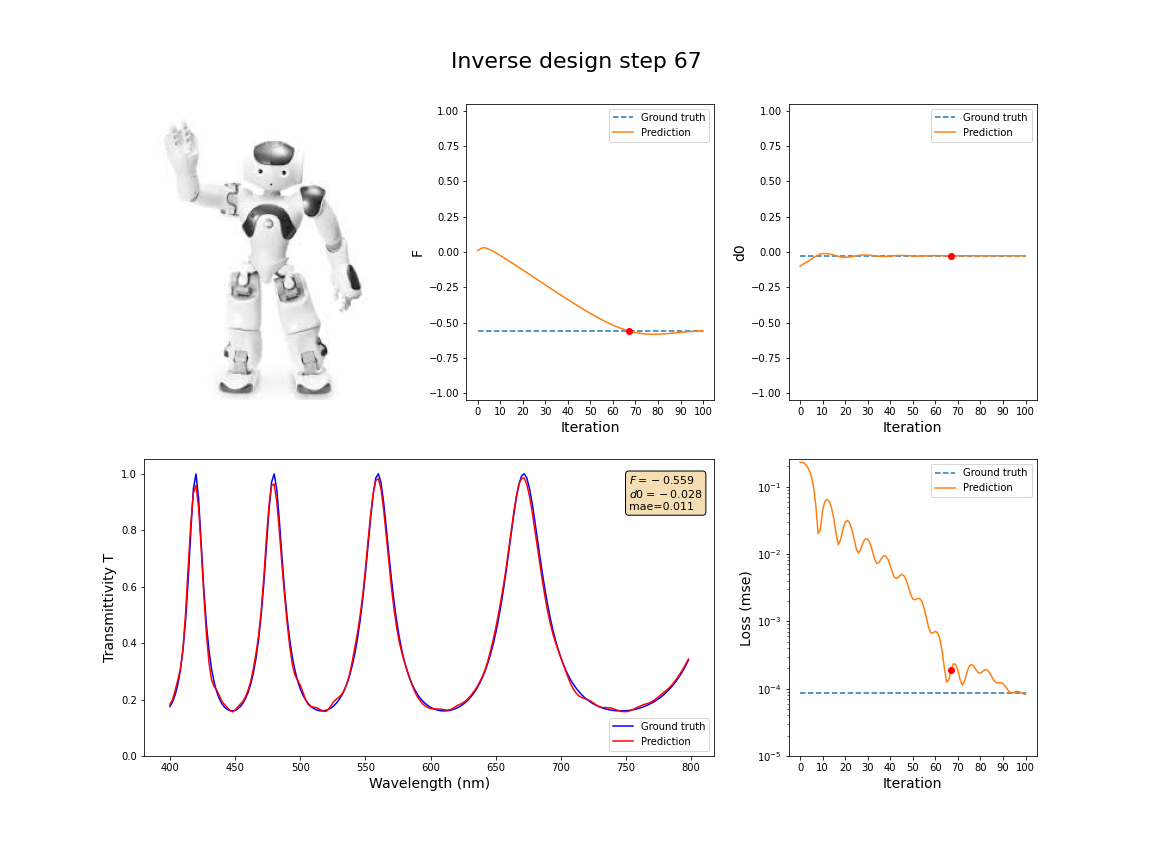 Inverse design step 67
1.00
0.75
0.50
0.25
0.00
−0.25
−0.50
−0.75
−1.00
F
0 10 20 30 40 50 60 70 80 90 100
Iteration
Ground truth
Prediction
1.00
0.75
0.50
0.25
0.00
−0.25
−0.50
−0.75
−1.00
d0
0 10 20 30 40 50 60 70 80 90 100
Iteration
Ground truth
Prediction
1.0
0.8
0.6
0.4
0.2
0.0
Transmittivity T
400 450 500 550 600 650 700 750 800
Wavelength (nm)
F = − 0.559
d0 = − 0.028
mae=0.011
Ground truth
Prediction
10⁻¹
10⁻²
10⁻³
10⁻⁴
10⁻⁵
Loss (mse)
0 10 20 30 40 50 60 70 80 90 100
Iteration
Ground truth
Prediction